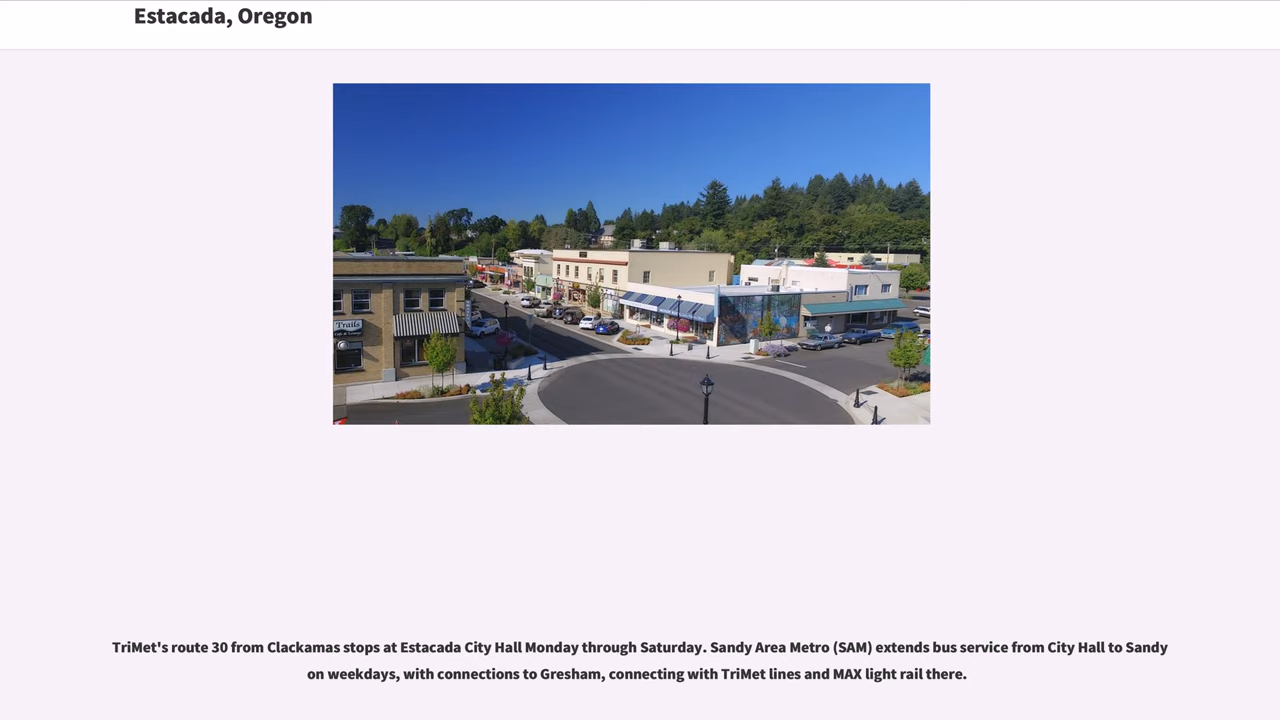 Estacada, Oregon
Trails
TriMet's route 30 from Clackamas stops at Estacada City Hall Monday through Saturday. Sandy Area Metro (SAM) extends bus service from City Hall to Sandy
on weekdays, with connections to Gresham, connecting with TriMet lines and MAX light rail there.